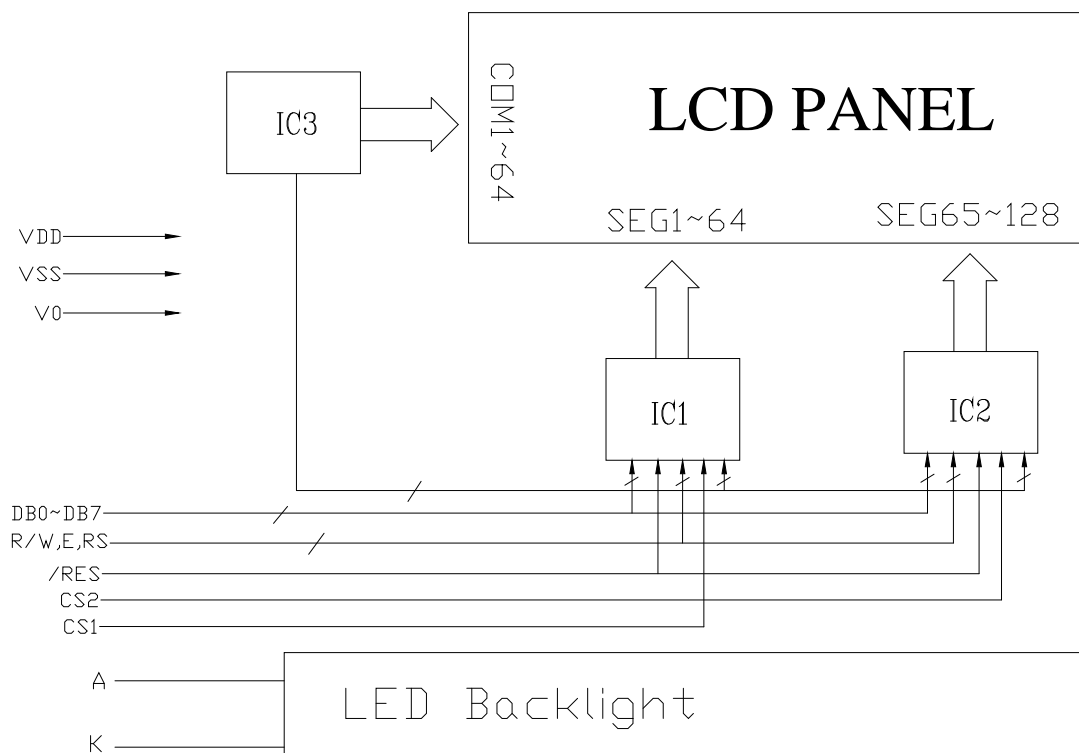 LCD PANEL
COM1~64
SEG1~64
SEG65~128
IC3
VDD
VSS
V0
IC1
IC2
DB0~DB7
R/W,E,RS
/RES
CS2
CS1
A
K
LED Backlight